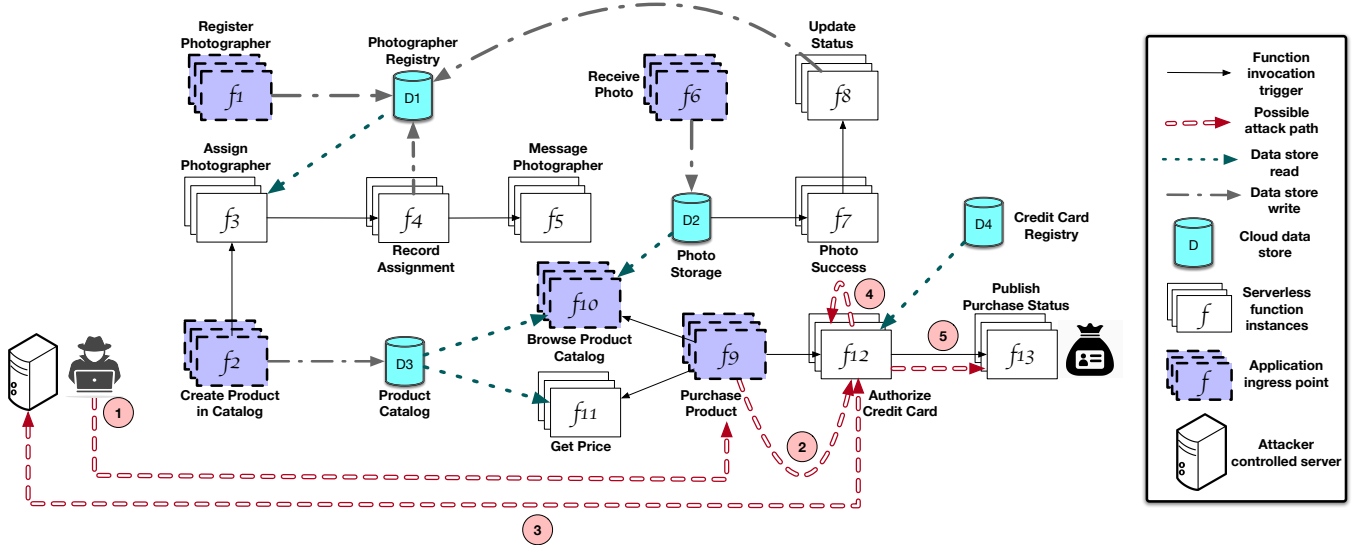 Register
Photographer
f1
Photographer
Registry
D1
Receive
Photo
f6
Update
Status
f8
Assign
Photographer
f3
f4
Record
Assignment
Message
Photographer
f5
D2
Photo
Storage
f7
Photo
Success
D4
Credit Card
Registry
f2
Create Product
in Catalog
D3
Product
Catalog
f10
Browse Product
Catalog
f11
Get Price
f9
Purchase
Product
f12
Authorize
Credit Card
Publish
Purchase Status
f13
1
2
3
4
5
Function
invocation
trigger
Possible
attack path
Data store
read
Data store
write
D
Cloud data
store
f
Serverless
function
instances
f
Application
ingress point
Attacker
controlled server